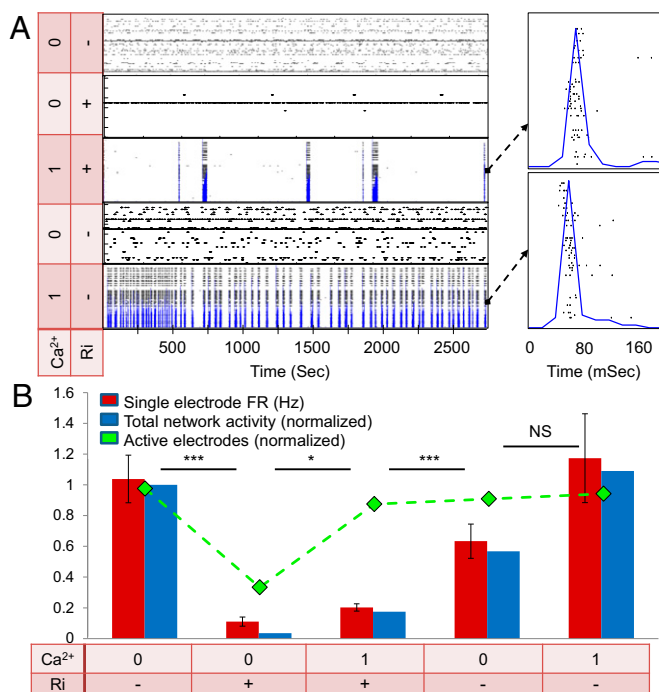 A
0 -
0 +
1 +
0 -
1 -
Ca2+ Ri
500 1000 1500 2000 2500
Time (Sec)
0 80 160
Time (mSec)
B
1.6
1.4
1.2
1
0.8
0.6
0.4
0.2
0
Single electrode FR (Hz)
Total network activity (normalized)
Active electrodes (normalized)
*** * *** NS
Ca2+ 0 0 1 0 1
Ri - + + - -